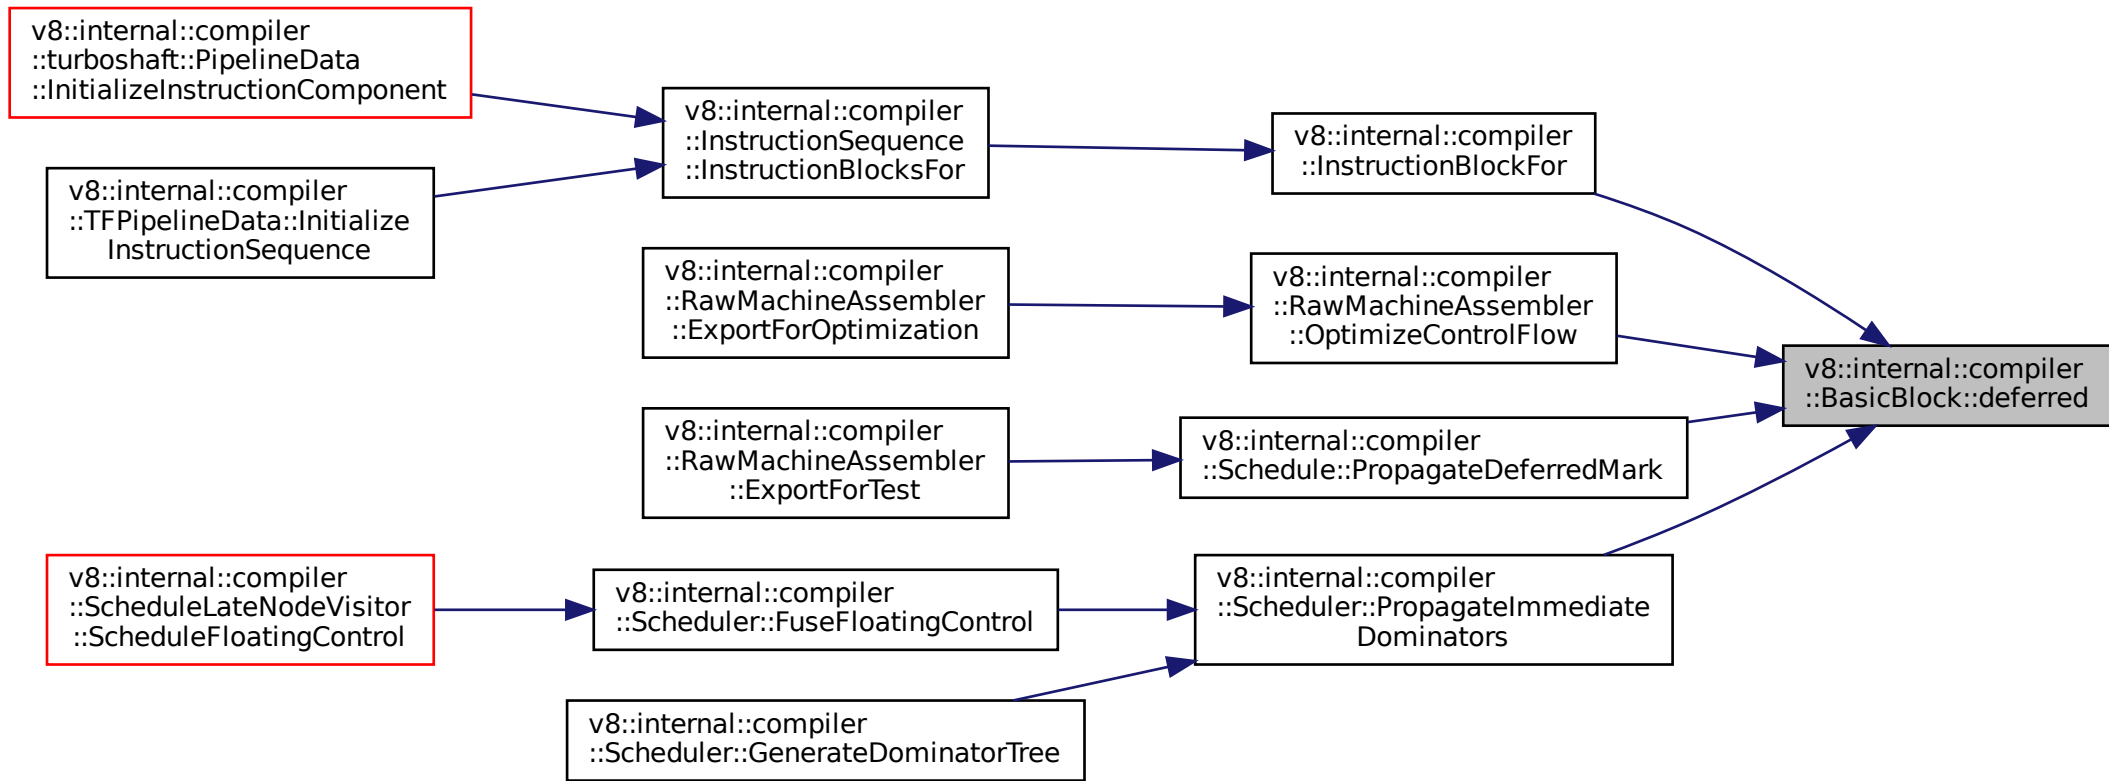 v8::internal::compiler
::turboshaft::PipelineData
::InitializeInstructionComponent
v8::internal::compiler
::TFPipelineData::Initialize
InstructionSequence
v8::internal::compiler
::InstructionSequence
::InstructionBlocksFor
v8::internal::compiler
::InstructionBlockFor
v8::internal::compiler
::RawMachineAssembler
::ExportForOptimization
v8::internal::compiler
::RawMachineAssembler
::OptimizeControlFlow
v8::internal::compiler
::BasicBlock::deferred
v8::internal::compiler
::RawMachineAssembler
::ExportForTest
v8::internal::compiler
::Schedule::PropagateDeferredMark
v8::internal::compiler
::ScheduleLateNodeVisitor
::ScheduleFloatingControl
v8::internal::compiler
::Scheduler::FuseFloatingControl
v8::internal::compiler
::Scheduler::PropagateImmediate
Dominators
v8::internal::compiler
::Scheduler::GenerateDominatorTree